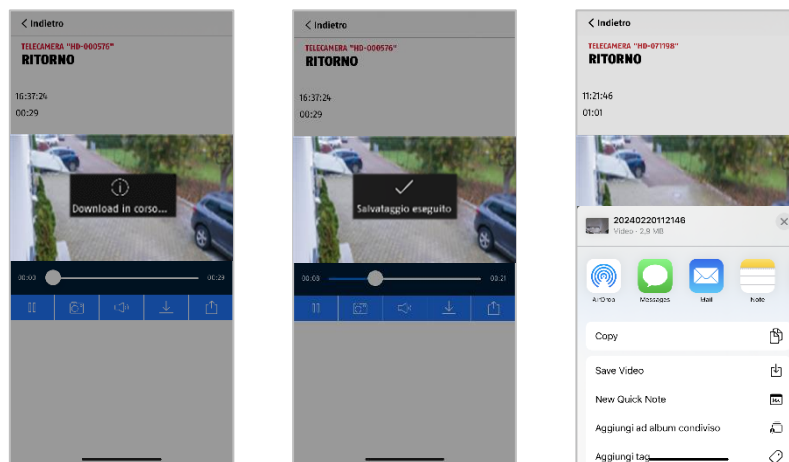 Indietro
TELECAMERA "HD-000576"
RITORNO
16:37:24
00:29
Download in corso...
00:00
00:29
Indietro
TELECAMERA "HD-000576"
RITORNO
16:37:24
00:29
Salvataggio eseguito
00:08
00:21
Indietro
TELECAMERA "HD-071198"
RITORNO
11:21:46
01:01
20240220112146
Video · 2,9 MB
AirDrop
Messages
Mail
Note
Copy
Save Video
New Quick Note
Aggiungi ad album condiviso
Aggiungi tag